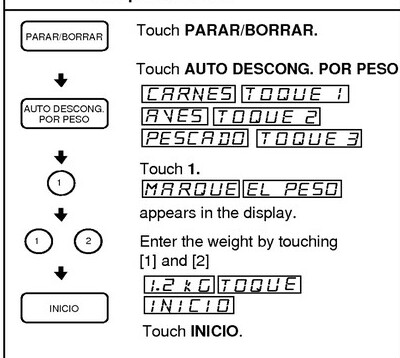 PARAR/BORRAR
Touch PARAR/BORRAR.
Touch AUTO DESCONG. POR PESO
AUTO DESCONG.
POR PESO
CARNES TOQUE 1
AVES TOQUE 2
PESCADO TOQUE 3
1
Touch 1.
MARQUE EL PESO
appears in the display.
1 2
Enter the weight by touching
[1] and [2]
1.2 kG TOQUE
INICIO
INICIO
Touch INICIO.